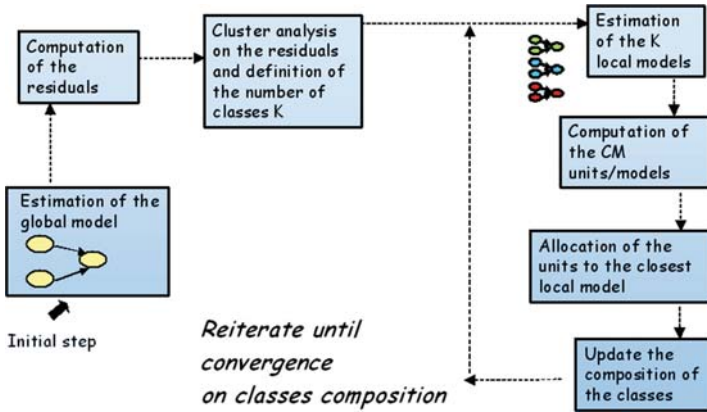 Computation
of the
residuals
Cluster analysis
on the residuals
and definition of
the number of
classes K
Estimation
of the K
local models
Computation of
the CM
units/models
Estimation of the
global model
Allocation of the
units to the closest
local model
Initial step
Reiterate until
convergence
on classes composition
Update the
composition of
the classes